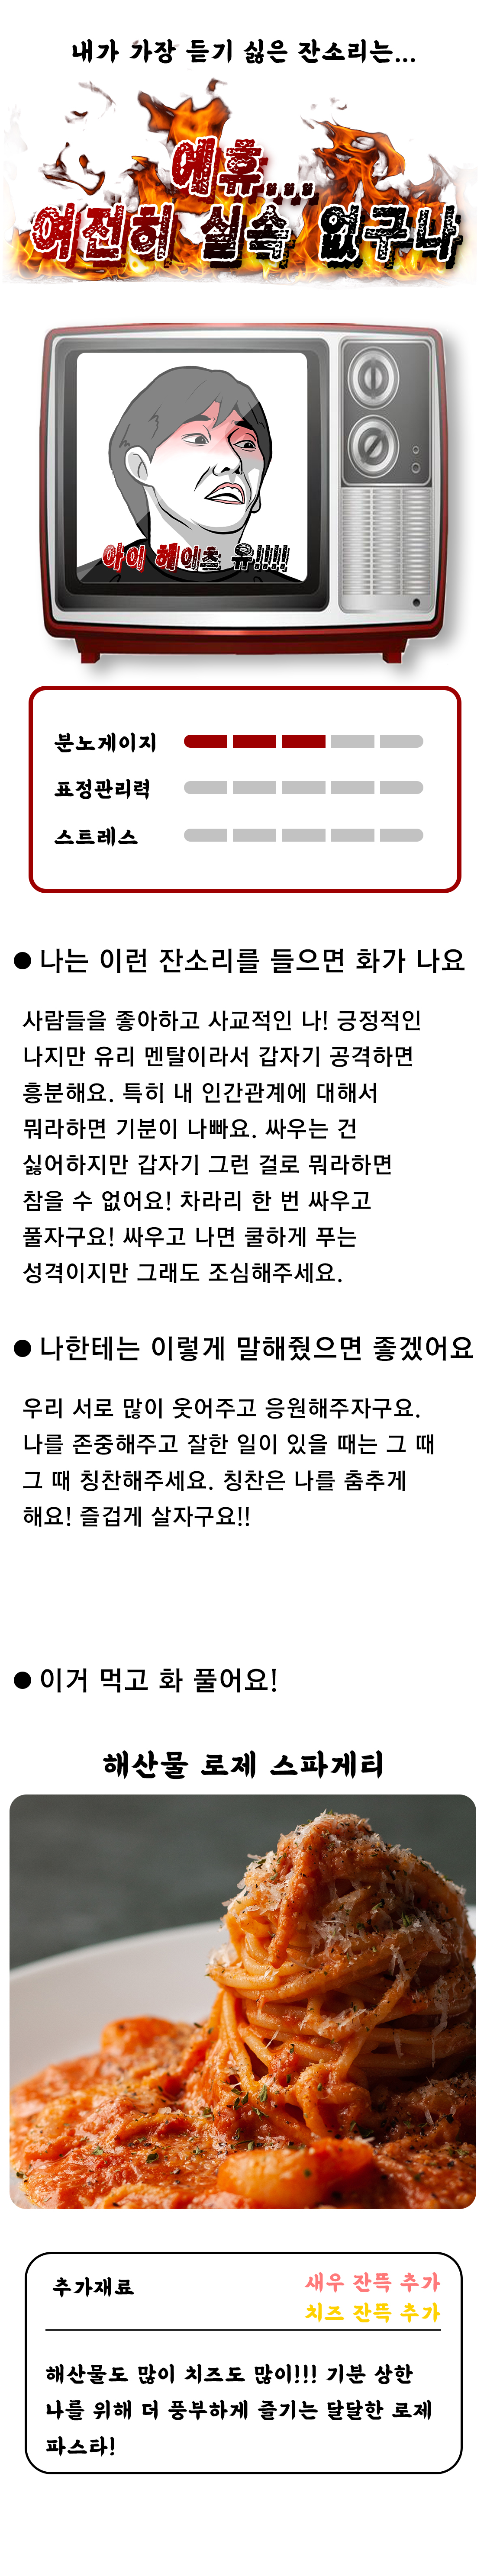 내가 가장 듣기 싫은 잔소리는...
에휴...
여전히 실속 없구나
아이 헤이츠 유!!!!
분노게이지
표정관리력
스트레스
● 나는 이런 잔소리를 들으면 화가 나요
사람들을 좋아하고 사교적인 나! 긍정적인
나지만 유리 멘탈이라서 갑자기 공격하면
흥분해요. 특히 내 인간관계에 대해서
뭐라하면 기분이 나빠요. 싸우는 건
싫어하지만 갑자기 그런 걸로 뭐라하면
참을 수 없어요! 차라리 한 번 싸우고
풀자구요! 싸우고 나면 쿨하게 푸는
성격이지만 그래도 조심해주세요.
● 나한테는 이렇게 말해줬으면 좋겠어요
우리 서로 많이 웃어주고 응원해주자구요.
나를 존중해주고 잘한 일이 있을 때는 그 때
그 때 칭찬해주세요. 칭찬은 나를 춤추게
해요! 즐겁게 살자구요!!
● 이거 먹고 화 풀어요!
해산물 로제 스파게티
추가재료
새우 잔뜩 추가
치즈 잔뜩 추가
해산물도 많이 치즈도 많이!!! 기분 상한
나를 위해 더 풍부하게 즐기는 달달한 로제
파스타!